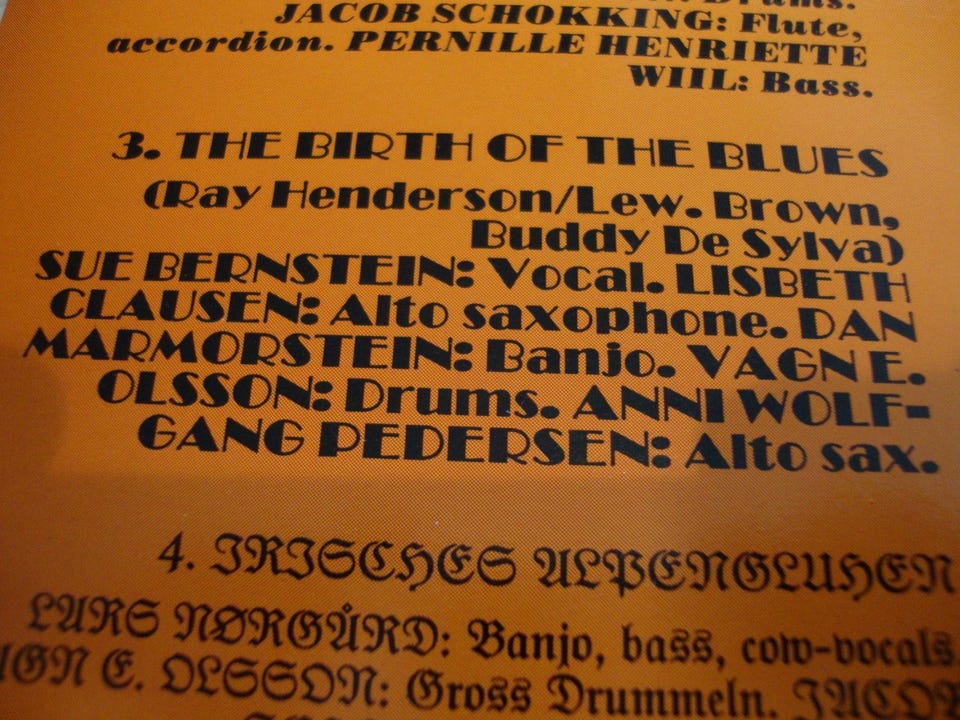 Drums.
JACOB SCHOKKING: Flute,
accordion. PERNILLE HENRIETTE
WIIL: Bass.
3. THE BIRTH OF THE BLUES
(Ray Henderson/Lew. Brown,
Buddy De Sylva)
SUE BERNSTEIN: Vocal. LISBETH
CLAUSEN: Alto saxophone. DAN
MARMORSTEIN: Banjo. VAGN E.
OLSSON: Drums. ANNI WOLF-
GANG PEDERSEN: Alto sax.
4. IRISCHES ALPENGLUHEN
LARS NØRGÅRD: Banjo, bass, cow-vocals
E. OLSSON: Gross Drummeln.